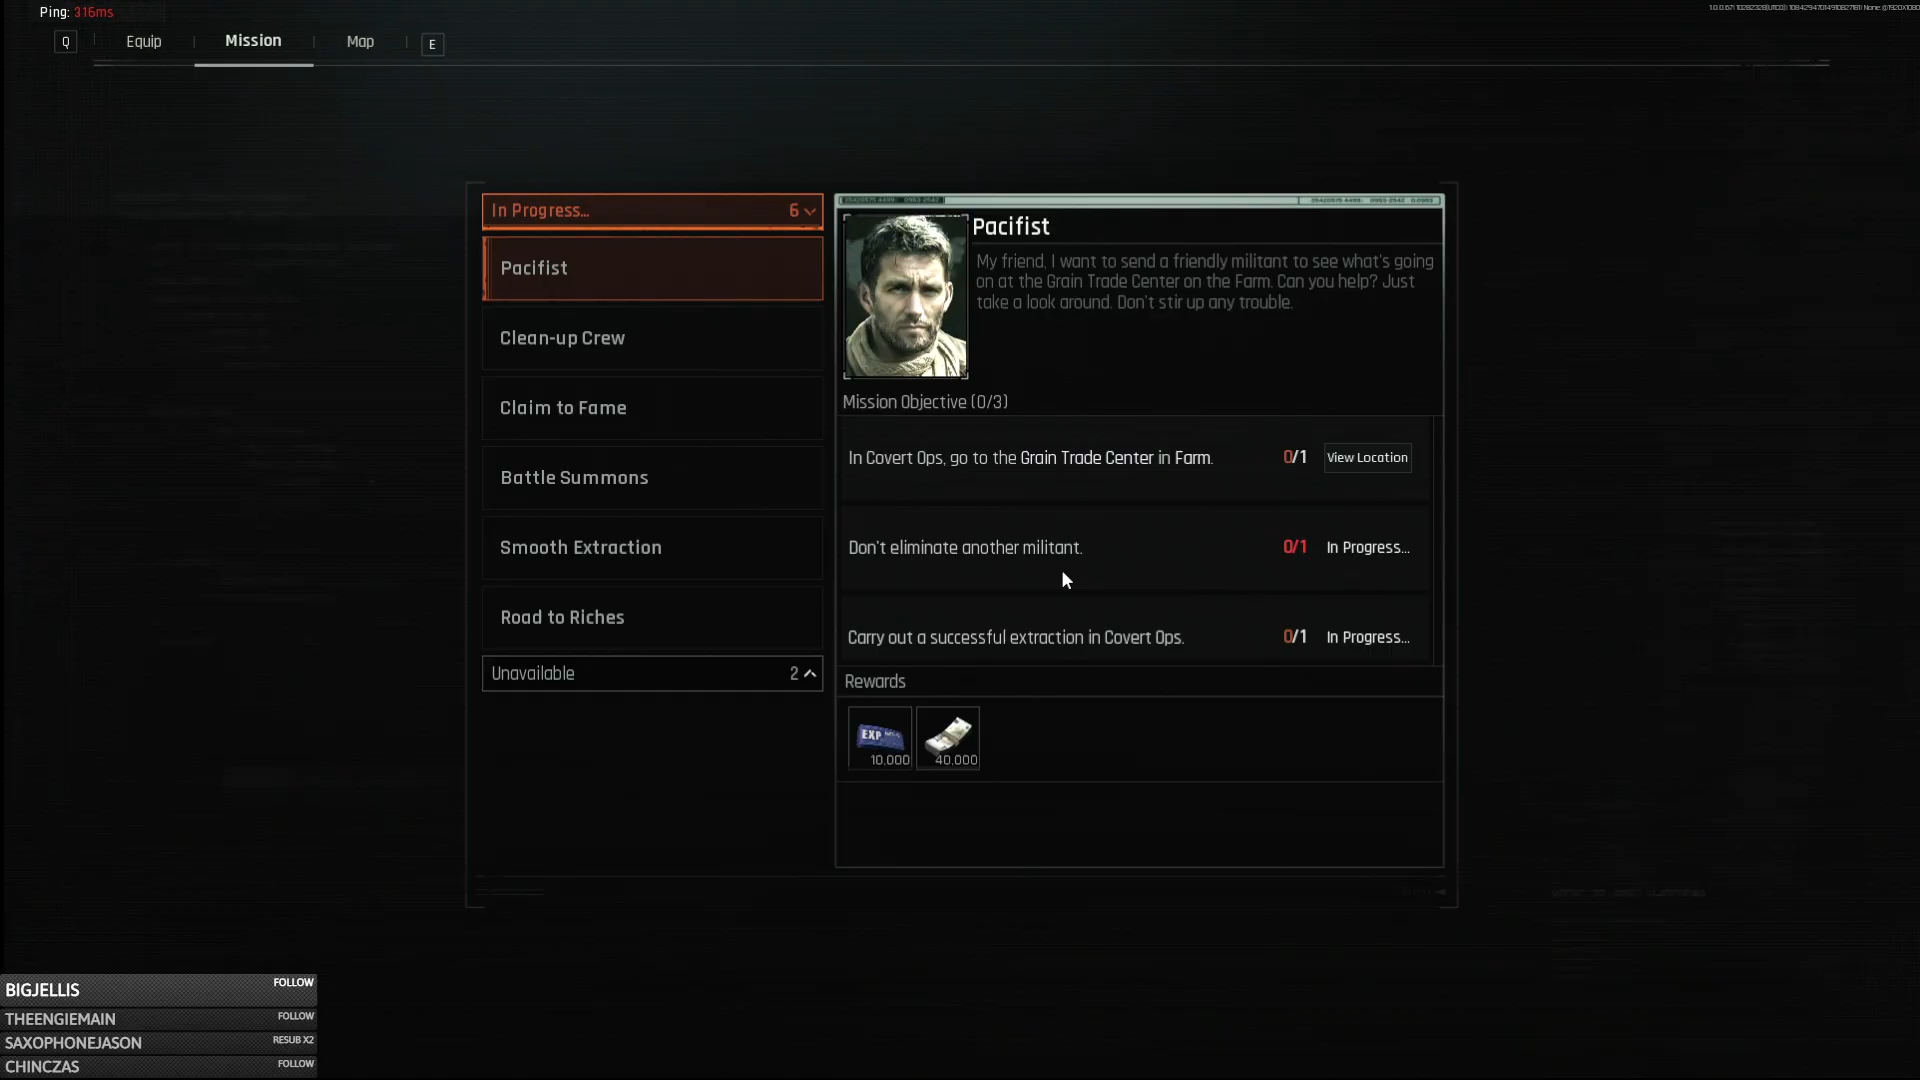 Ping: 316ms
Q
Equip
Mission
Map
E
In Progress... 6
Pacifist
Clean-up Crew
Claim to Fame
Battle Summons
Smooth Extraction
Road to Riches
Unavailable 2
Pacifist
My friend, I want to send a friendly militant to see what's going
on at the Grain Trade Center on the Farm. Can you help? Just
take a look around. Don't stir up any trouble.
Mission Objective (0/3)
In Covert Ops, go to the Grain Trade Center in Farm. 0/1 View Location
Don't eliminate another militant. 0/1 In Progress...
Carry out a successful extraction in Covert Ops. 0/1 In Progress...
Rewards
EXP
10,000
40,000
BIGJELLIS FOLLOW
THEENGIEMAIN FOLLOW
SAXOPHONEJASON RESUB X2
CHINCZAS FOLLOW